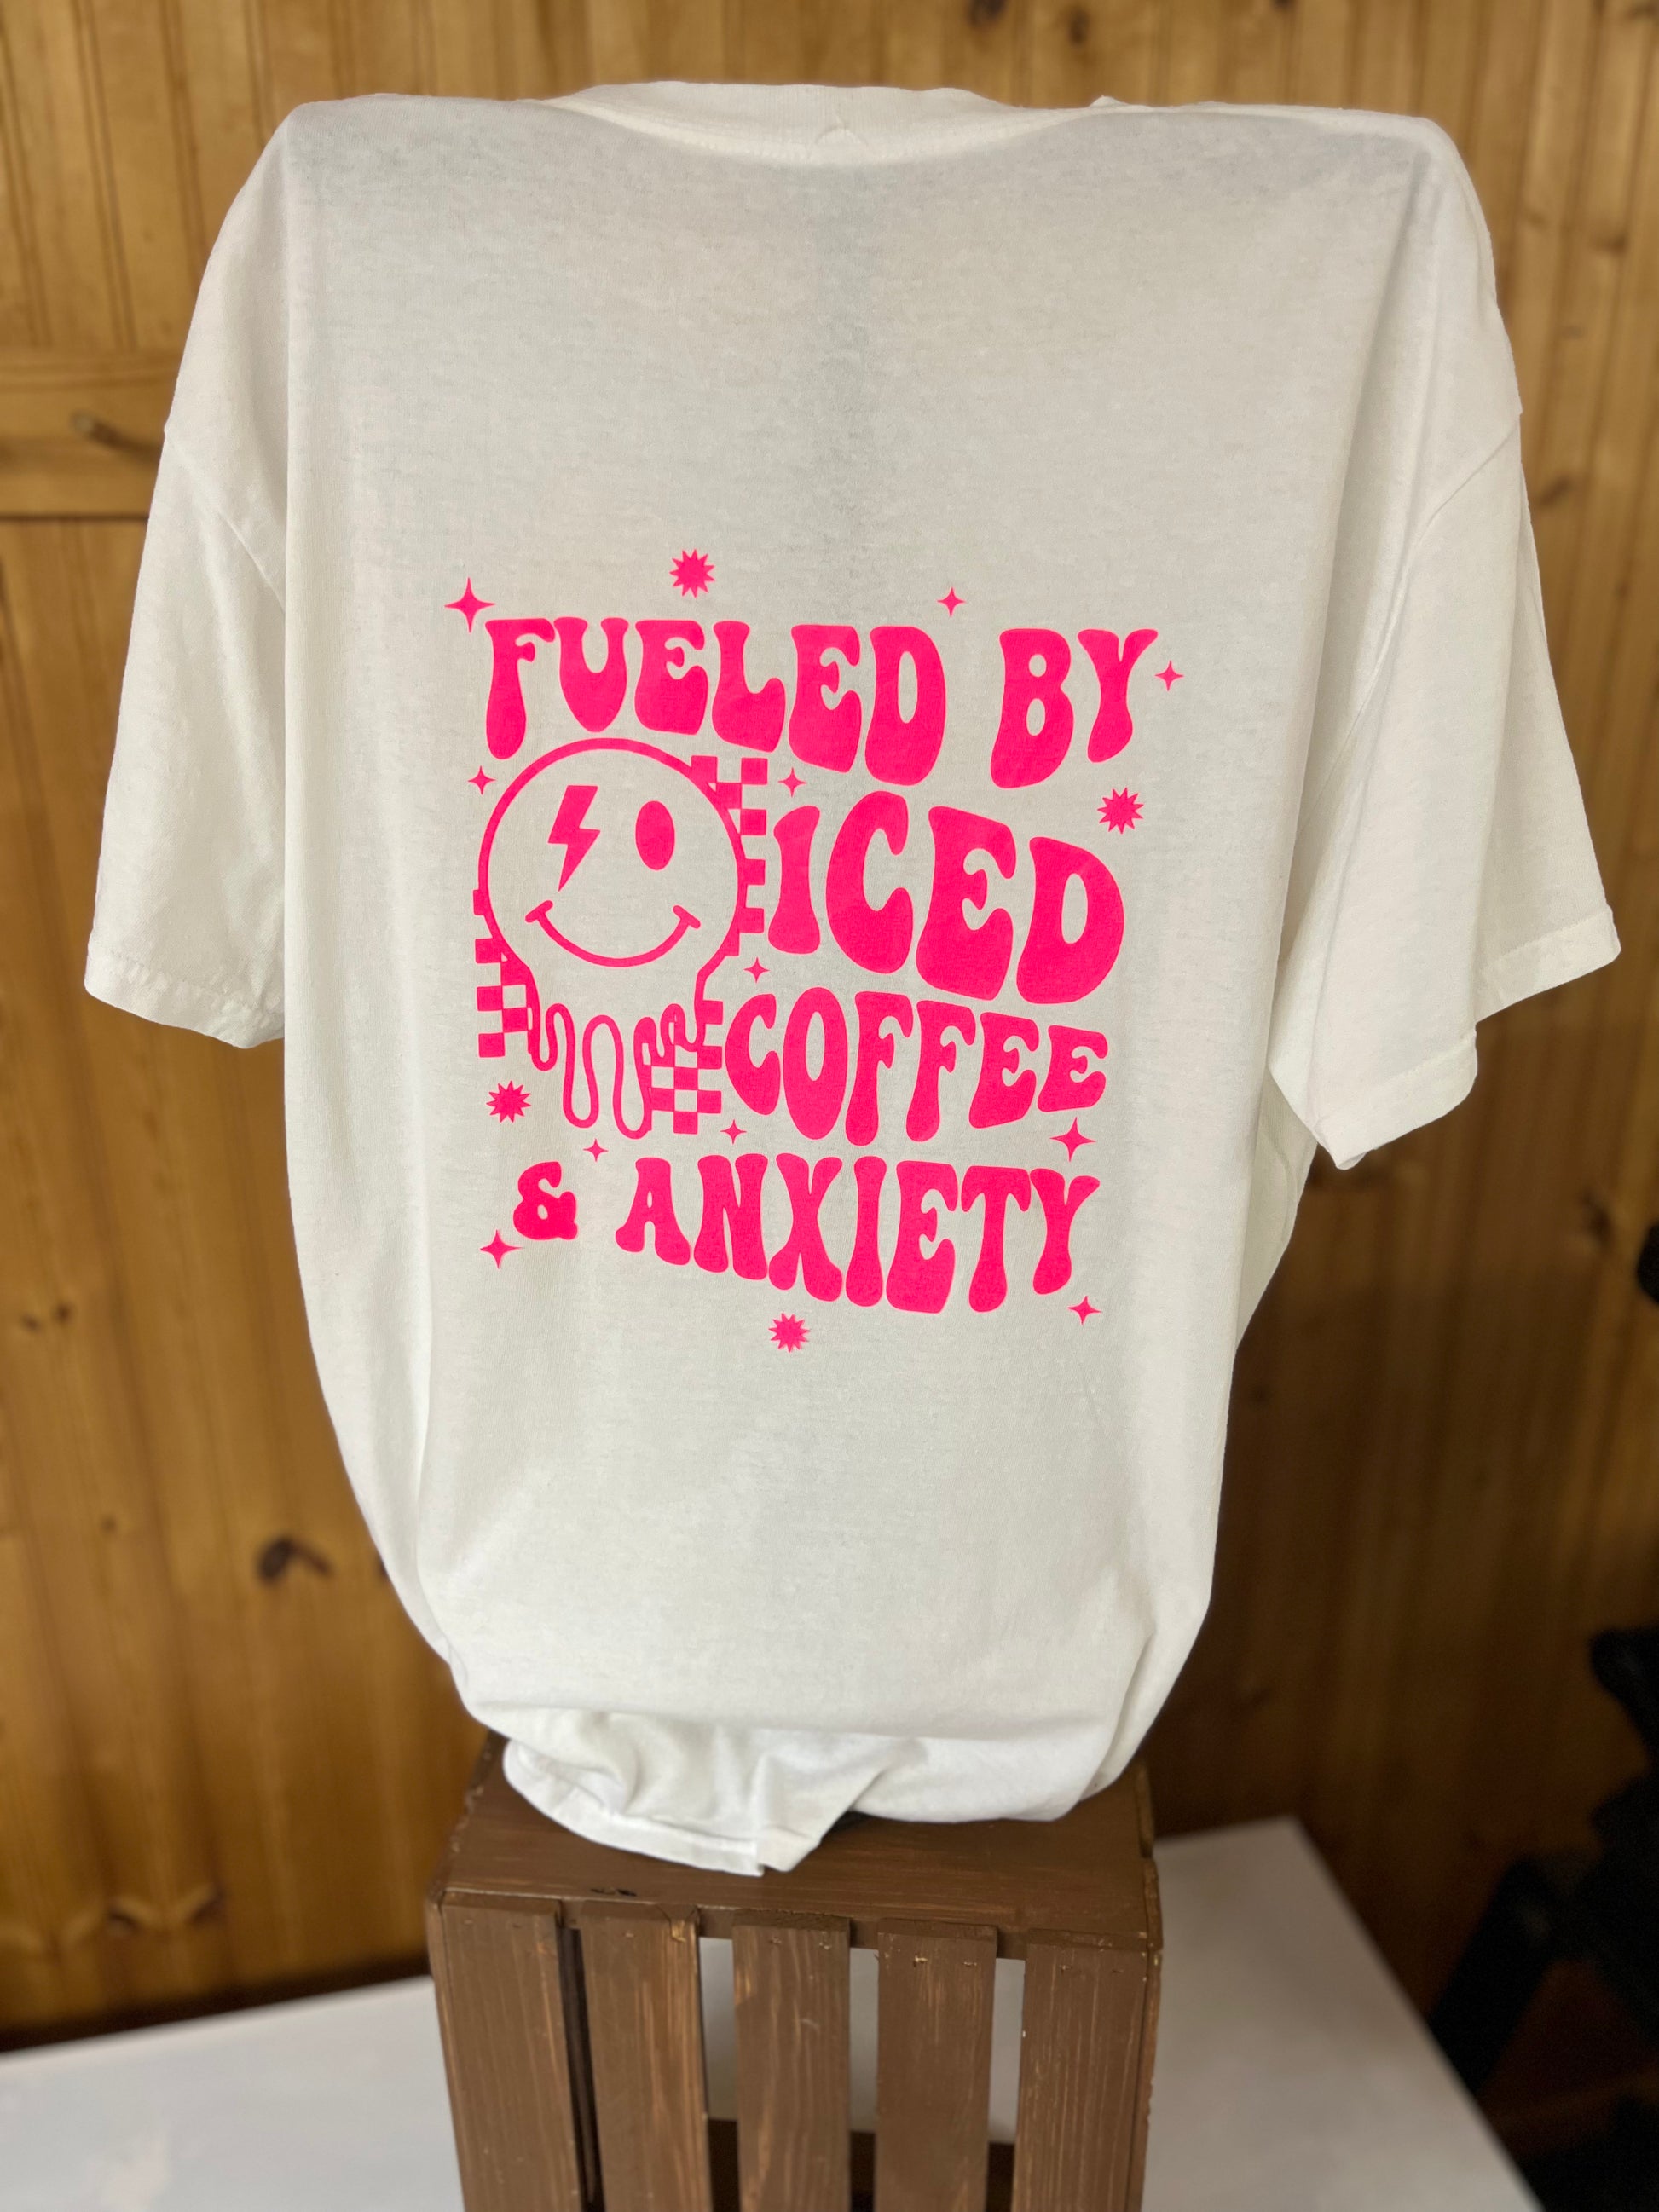 FUELED BY
ICED
COFFEE
& ANXIETY